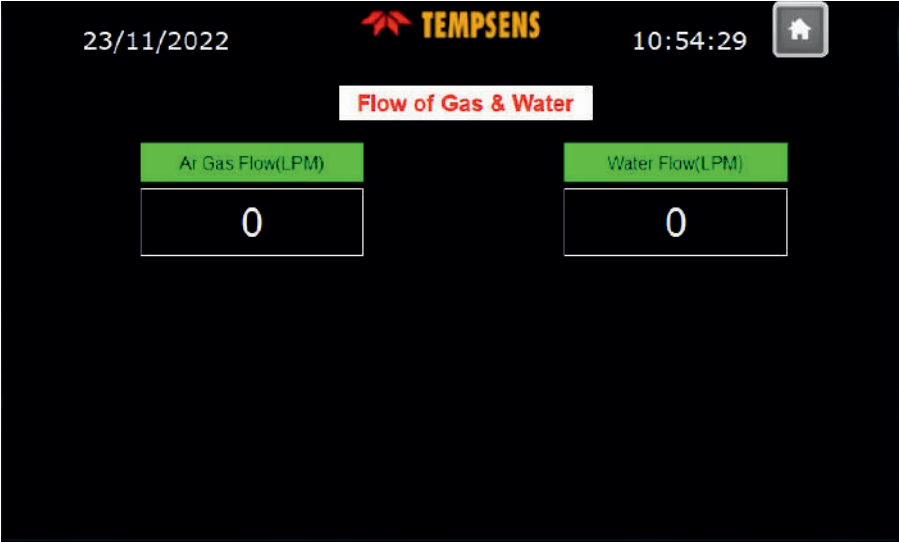 23/11/2022 TEMPSENS 10:54:29
Flow of Gas & Water
Ar Gas Flow(LPM) Water Flow(LPM)
0 0